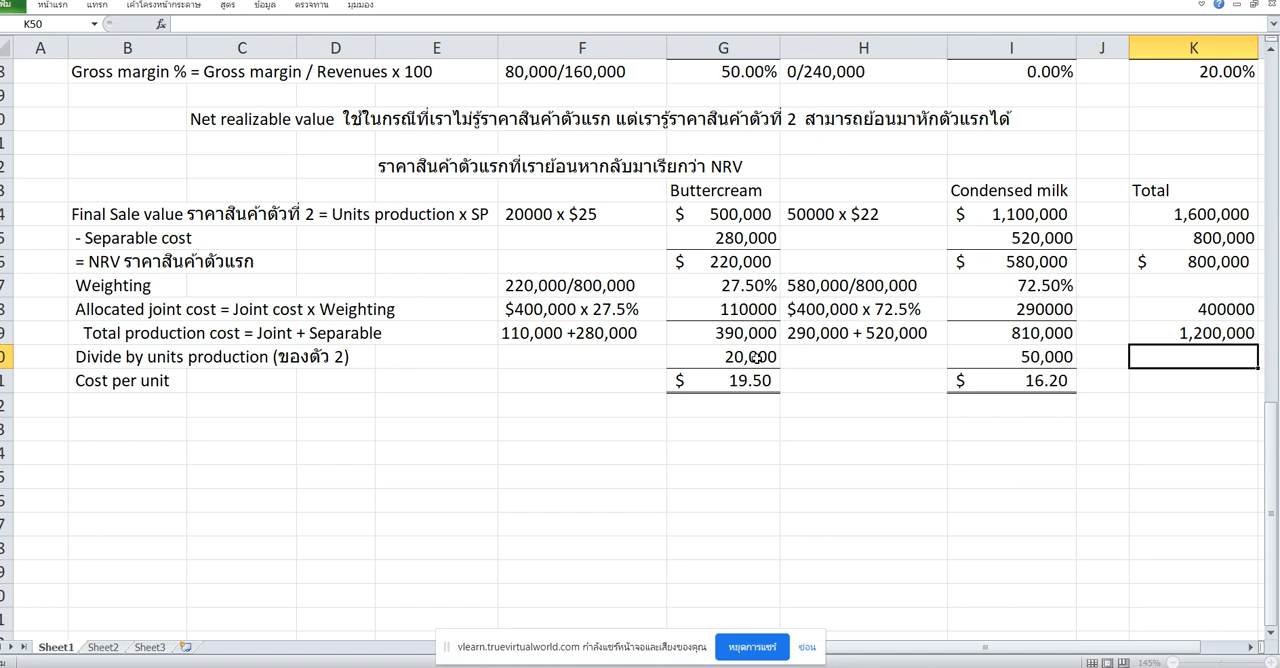 หน้าแรก แทรก เค้าโครงหน้ากระดาษ สูตร ข้อมูล ตรวจทาน มุมมอง
K50 fx
A B C D E F G H I J K
Gross margin % = Gross margin / Revenues x 100 80,000/160,000 50.00% 0/240,000 0.00% 20.00%
Net realizable value ใช้ในกรณีที่เราไม่รู้ราคาสินค้าตัวแรก แต่เรารู้ราคาสินค้าตัวที่ 2 สามารถย้อนมาหักตัวแรกได้
ราคาสินค้าตัวแรกที่เราย้อนหากลับมาเรียกว่า NRV
Buttercream Condensed milk Total
Final Sale value ราคาสินค้าตัวที่ 2 = Units production x SP 20000 x $25 $ 500,000 50000 x $22 $ 1,100,000 1,600,000
- Separable cost 280,000 520,000 800,000
= NRV ราคาสินค้าตัวแรก $ 220,000 $ 580,000 $ 800,000
Weighting 220,000/800,000 27.50% 580,000/800,000 72.50%
Allocated joint cost = Joint cost x Weighting $400,000 x 27.5% 110000 $400,000 x 72.5% 290000 400000
Total production cost = Joint + Separable 110,000 +280,000 390,000 290,000 + 520,000 810,000 1,200,000
Divide by units production (ของตัว 2) 20,000 50,000
Cost per unit $ 19.50 $ 16.20
Sheet1 Sheet2 Sheet3
vlearn.truevirtualworld.com กำลังแชร์หน้าจอและเสียงของคุณ หยุดการแชร์ ซ่อน
145%